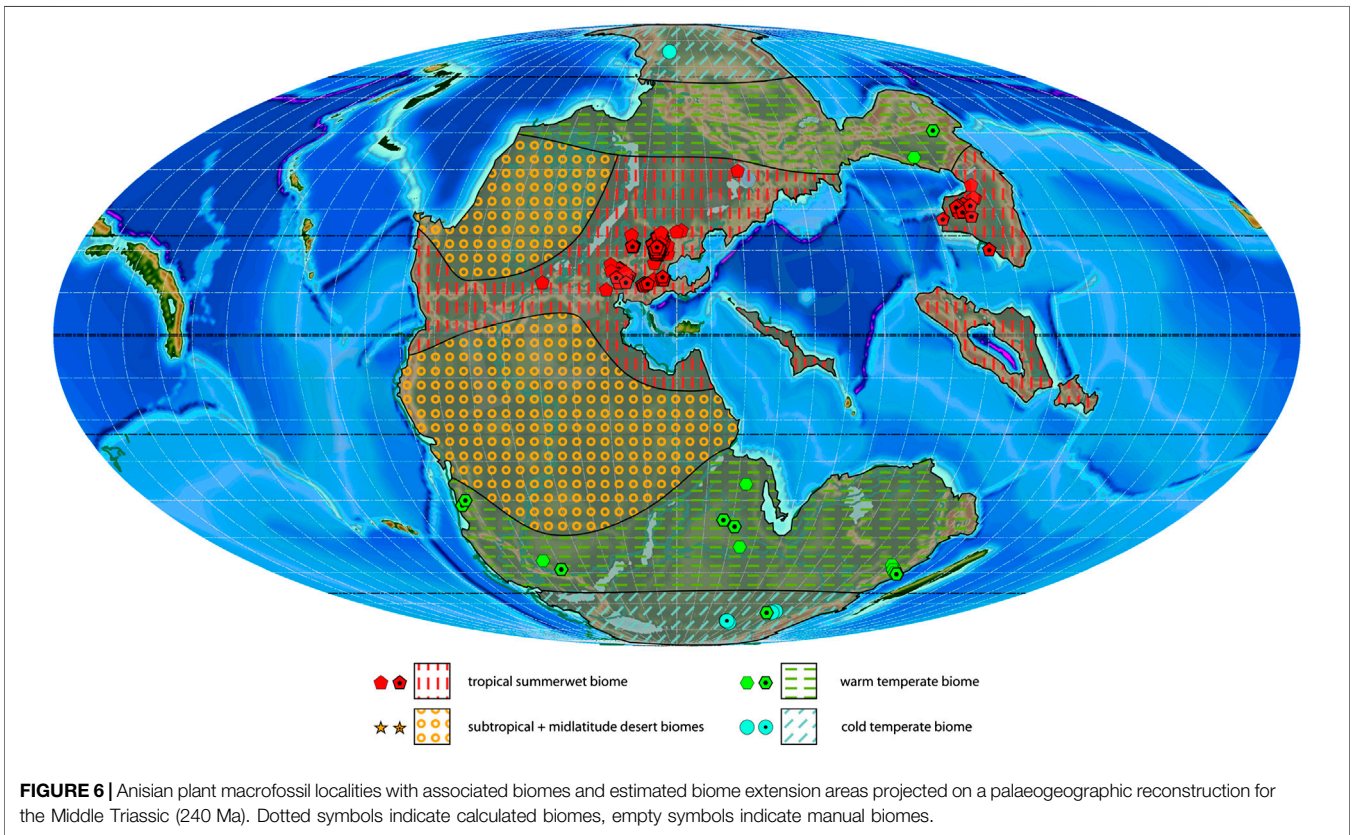 tropical summerwet biome
warm temperate biome
subtropical + midlatitude desert biomes
cold temperate biome
FIGURE 6 | Anisian plant macrofossil localities with associated biomes and estimated biome extension areas projected on a palaeogeographic reconstruction for
the Middle Triassic (240 Ma). Dotted symbols indicate calculated biomes, empty symbols indicate manual biomes.